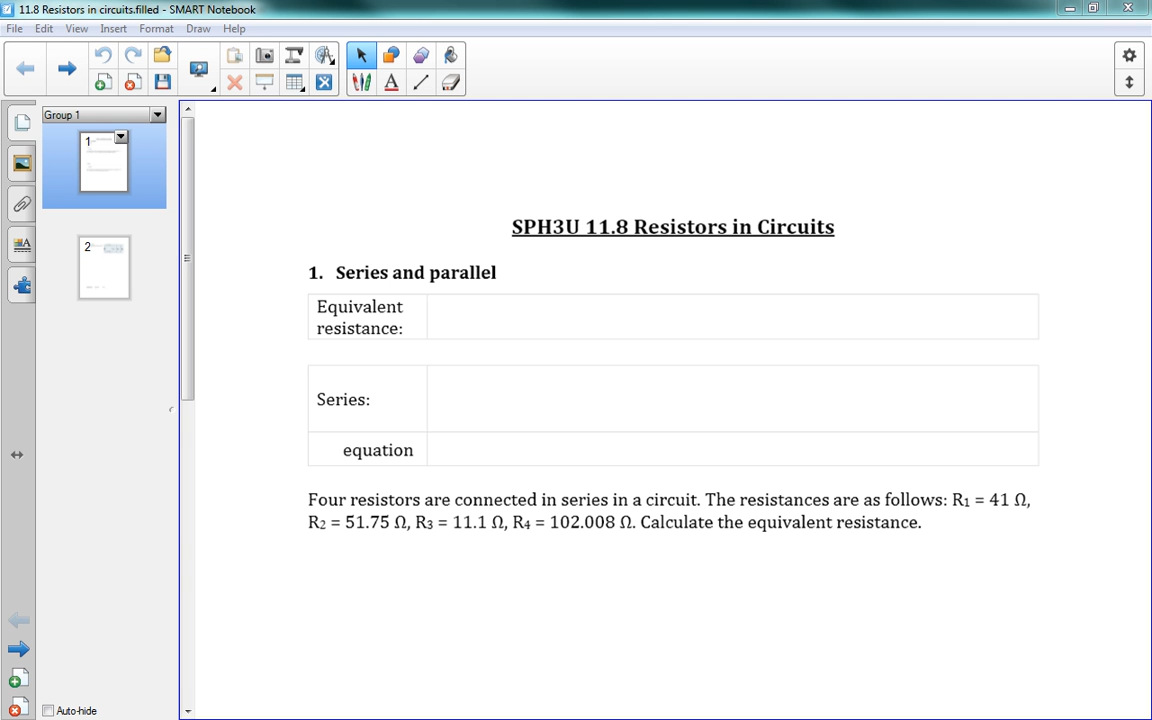 11.8 Resistors in circuits.filled - SMART Notebook
File Edit View Insert Format Draw Help
Group 1
1
2
SPH3U 11.8 Resistors in Circuits
1. Series and parallel
Equivalent
resistance:
Series:
equation
Four resistors are connected in series in a circuit. The resistances are as follows: R₁ = 41 Ω,
R₂ = 51.75 Ω, R₃ = 11.1 Ω, R₄ = 102.008 Ω. Calculate the equivalent resistance.
Auto-hide